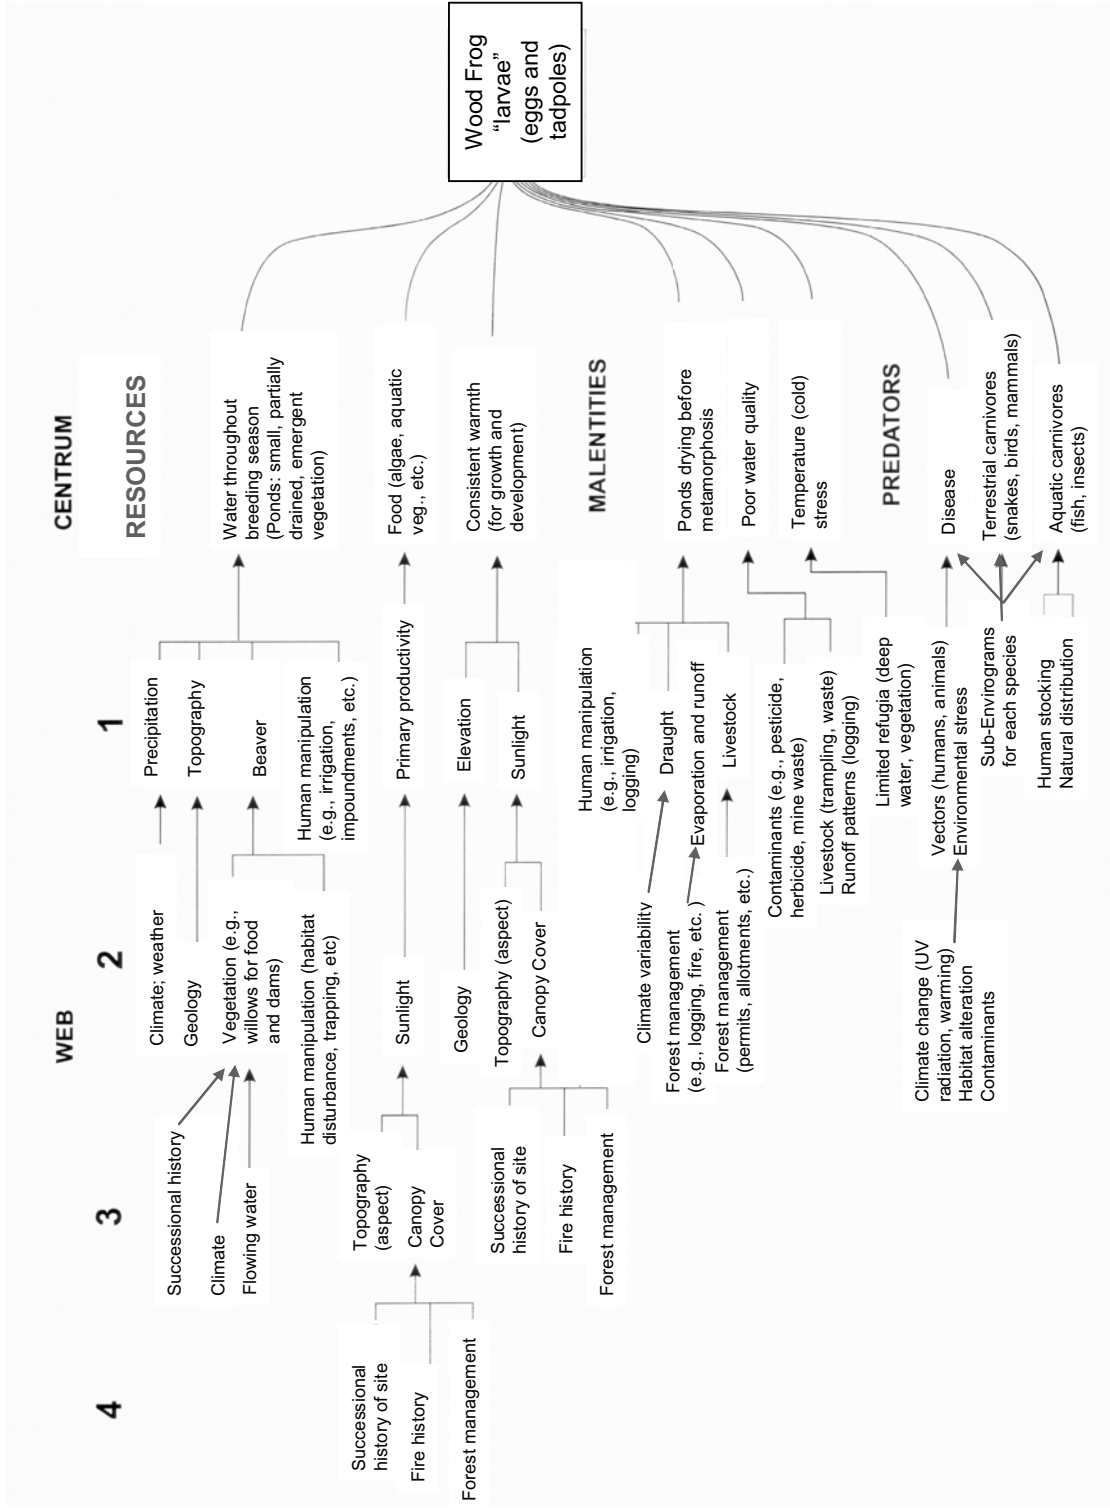 WEB
CENTRUM
4
3
2
1
RESOURCES
Wood Frog
“larvae”
(eggs and
tadpoles)
Successional history
Climate
Flowing water
Climate; weather
Geology
Vegetation (e.g.,
willows for food
and dams)
Human manipulation (habitat
disturbance, trapping, etc)
Precipitation
Topography
Beaver
Human manipulation
(e.g., irrigation,
impoundments, etc.)
Water throughout
breeding season
(Ponds: small, partially
drained, emergent
vegetation)
Successional
history of site
Fire history
Forest management
Topography
(aspect)
Canopy
Cover
Sunlight
Primary productivity
Food (algae, aquatic
veg., etc.)
Successional
history of site
Fire history
Forest management
Geology
Topography (aspect)
Canopy Cover
Elevation
Sunlight
Consistent warmth
(for growth and
development)
MALENTITIES
Climate variability
Forest management
(e.g., logging, fire, etc. )
Forest management
(permits, allotments, etc.)
Human manipulation
(e.g., irrigation,
logging)
Draught
Evaporation and runoff
Livestock
Ponds drying before
metamorphosis
Contaminants (e.g., pesticide,
herbicide, mine waste)
Livestock (trampling, waste)
Runoff patterns (logging)
Poor water quality
Limited refugia (deep
water, vegetation)
Temperature (cold)
stress
PREDATORS
Climate change (UV
radiation, warming)
Habitat alteration
Contaminants
Vectors (humans, animals)
Environmental stress
Disease
Sub-Envirograms
for each species
Terrestrial carnivores
(snakes, birds, mammals)
Human stocking
Natural distribution
Aquatic carnivores
(fish, insects)